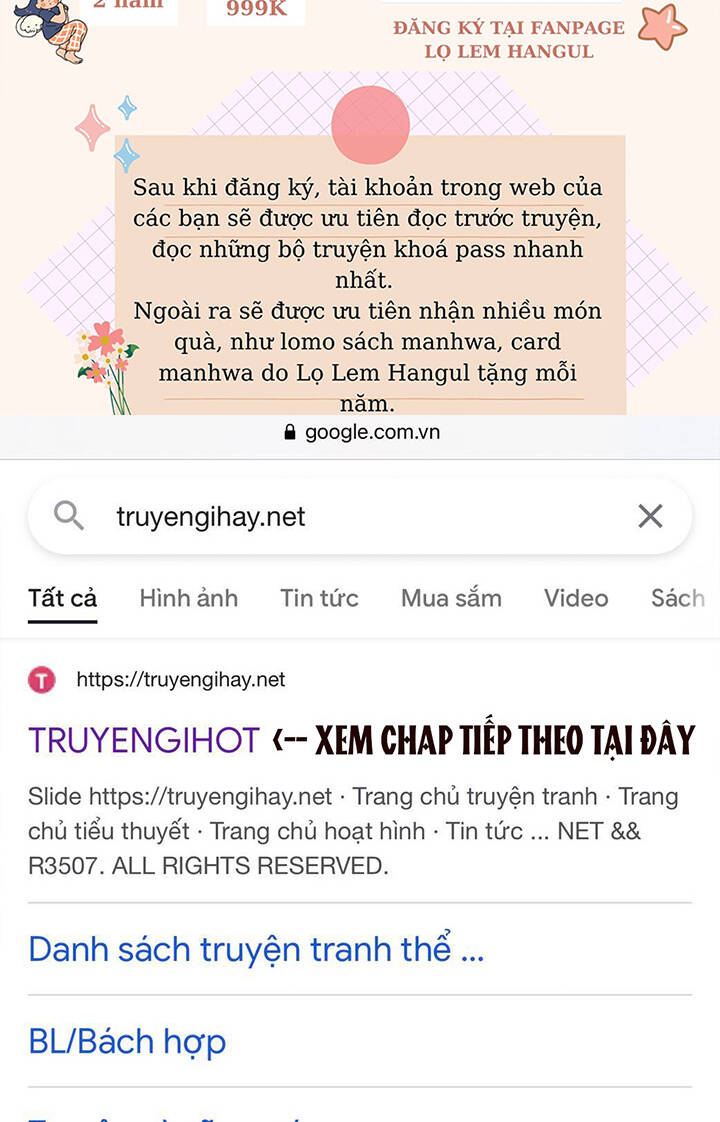 999K
ĐĂNG KÝ TẠI FANPAGE
LỌ LEM HANGUL
Sau khi đăng ký, tài khoản trong web của
các bạn sẽ được ưu tiên đọc trước truyện,
đọc những bộ truyện khoá pass nhanh
nhất.
Ngoài ra sẽ được ưu tiên nhận nhiều món
quà, như lomo sách manhwa, card
manhwa do Lọ Lem Hangul tặng mỗi
năm.
google.com.vn
truyengihay.net
Tất cả Hình ảnh Tin tức Mua sắm Video Sách
T https://truyengihay.net
TRUYENGIHOT <-- XEM CHAP TIẾP THEO TẠI ĐÂY
Slide https://truyengihay.net · Trang chủ truyện tranh · Trang
chủ tiểu thuyết · Trang chủ hoạt hình · Tin tức ... NET &&
R3507. ALL RIGHTS RESERVED.
Danh sách truyện tranh thể ...
BL/Bách hợp